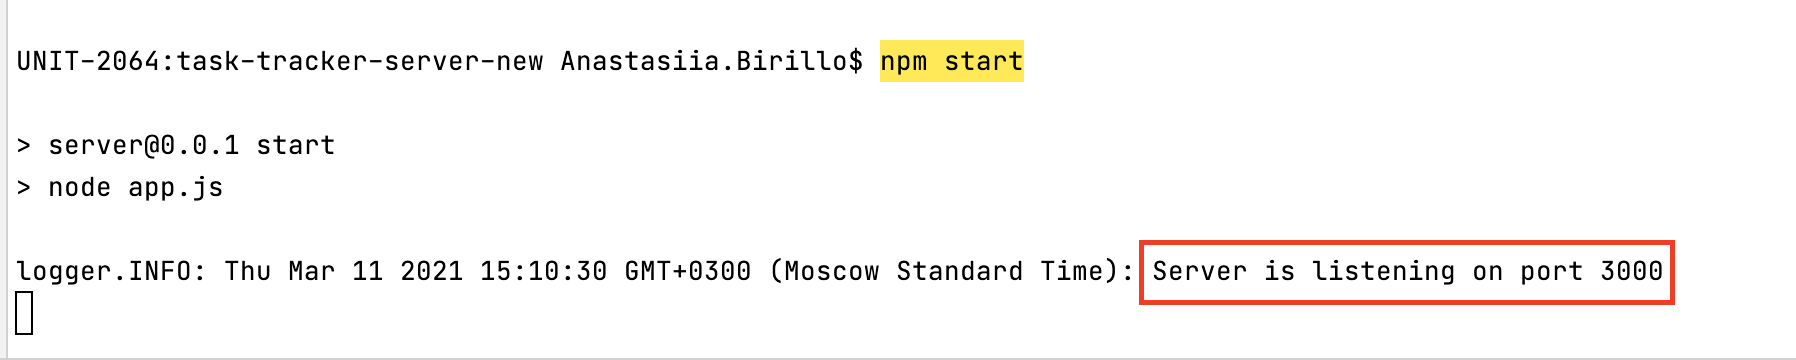 UNIT-2064:task-tracker-server-new Anastasiia.Birillo$ npm start
> server@0.0.1 start
> node app.js
logger.INFO: Thu Mar 11 2021 15:10:30 GMT+0300 (Moscow Standard Time): Server is listening on port 3000